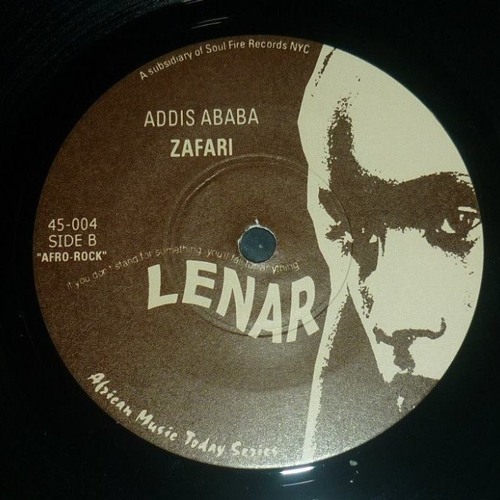 A subsidiary of Soul Fire Records NYC
ADDIS ABABA
ZAFARI
45-004
SIDE B
"AFRO-ROCK"
If you don't stand for something you'll fall for anything
LENAR
African Music Today Series